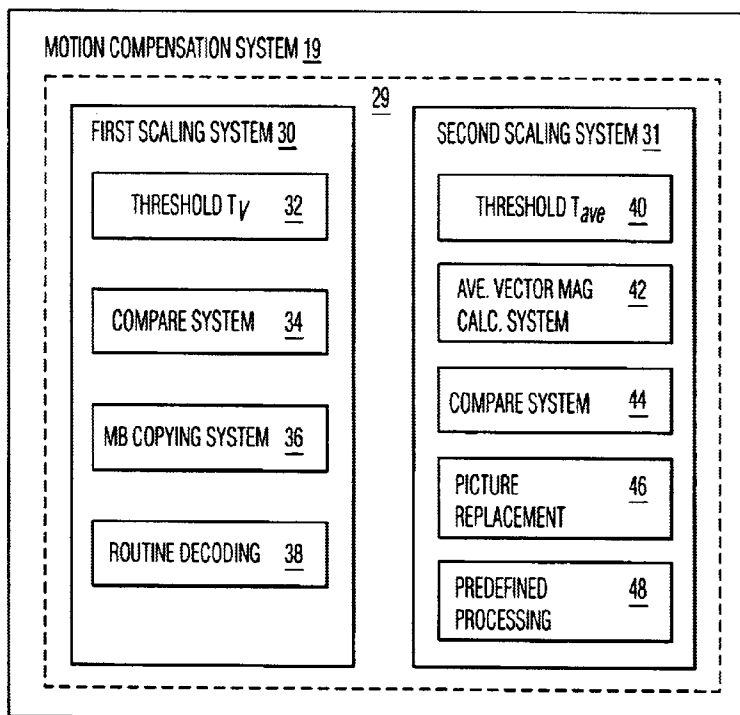 MOTION COMPENSATION SYSTEM 19
29
FIRST SCALING SYSTEM 30
THRESHOLD TV 32
COMPARE SYSTEM 34
MB COPYING SYSTEM 36
ROUTINE DECODING 38
SECOND SCALING SYSTEM 31
THRESHOLD Tave 40
AVE. VECTOR MAG 42
CALC. SYSTEM
COMPARE SYSTEM 44
PICTURE 46
REPLACEMENT
PREDEFINED 48
PROCESSING